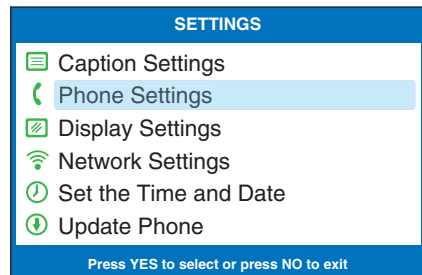 SETTINGS
Caption Settings
Phone Settings
Display Settings
Network Settings
Set the Time and Date
Update Phone
Press YES to select or press NO to exit